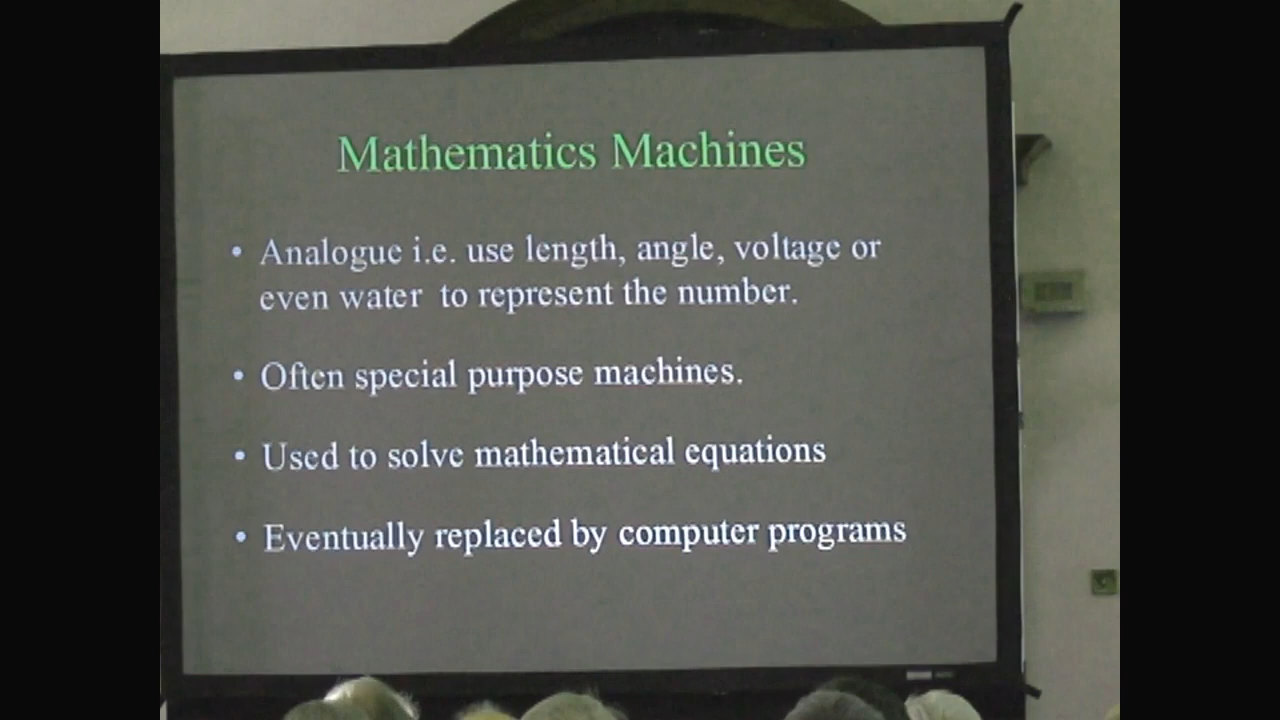 Mathematics Machines
• Analogue i.e. use length, angle, voltage or
even water to represent the number.
• Often special purpose machines.
• Used to solve mathematical equations
• Eventually replaced by computer programs